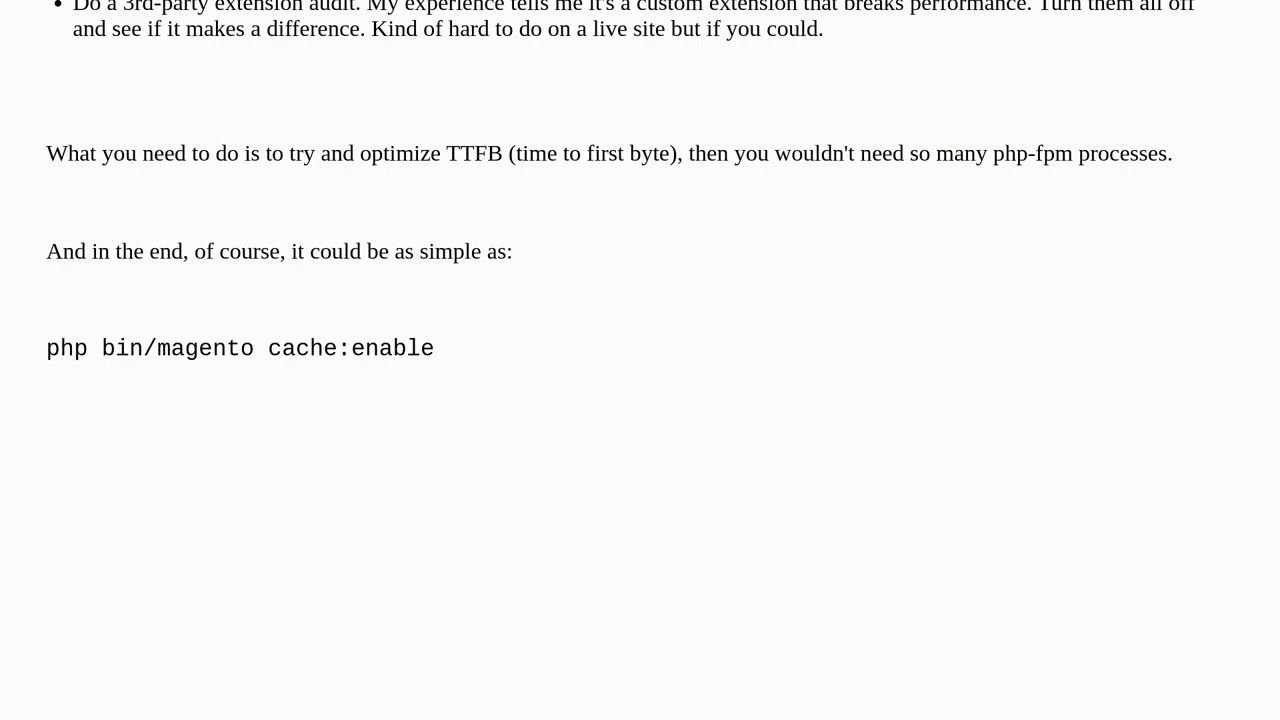 • Do a 3rd-party extension audit. My experience tells me it's a custom extension that breaks performance. Turn them all off
and see if it makes a difference. Kind of hard to do on a live site but if you could.
What you need to do is to try and optimize TTFB (time to first byte), then you wouldn't need so many php-fpm processes.
And in the end, of course, it could be as simple as:
php bin/magento cache:enable